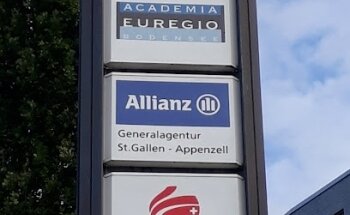 ACADEMIA
EUREGIO
BODENSEE
Allianz
Generalagentur
St.Gallen - Appenzell